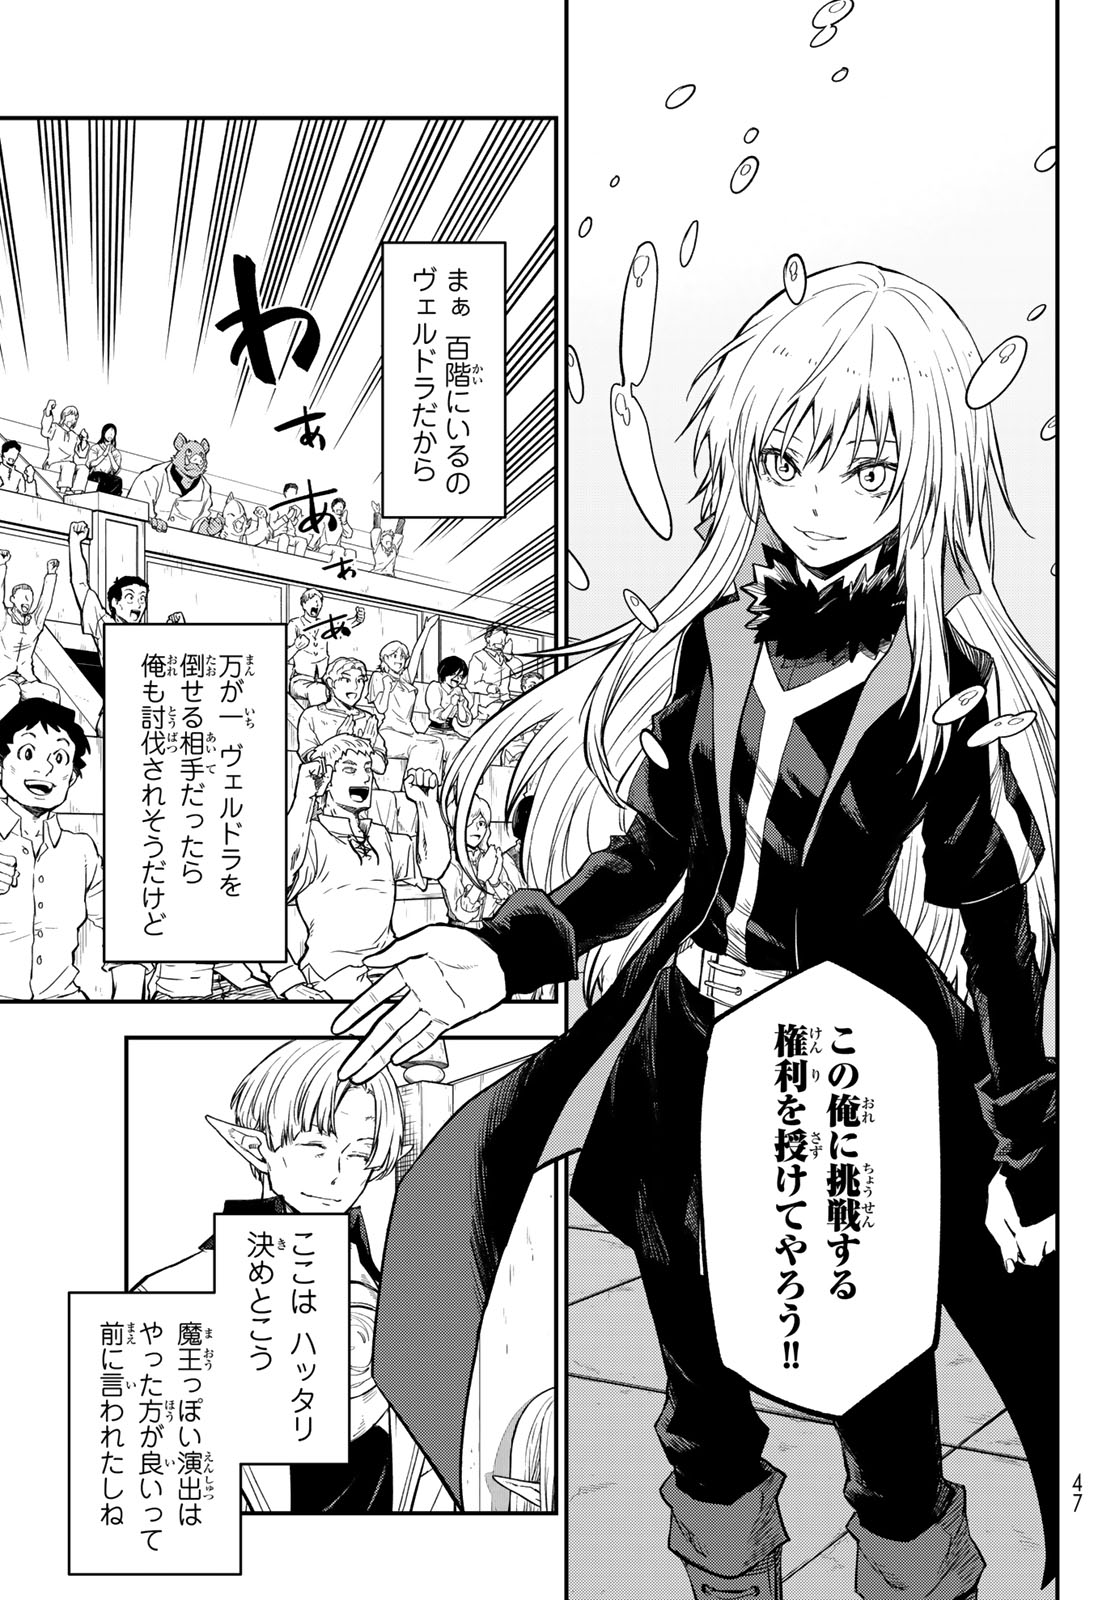 この俺に挑戦する
権利を授けてやろう!!
まぁ 百階にいるの
ヴェルドラだから
わぁぁぁぁ
万が一 ヴェルドラを
倒せる相手だったら
俺も討伐されそうだけど
ここは ハッタリ
決めとこう
魔王っぽい演出は
やった方が良いって
前に言われたしね
47